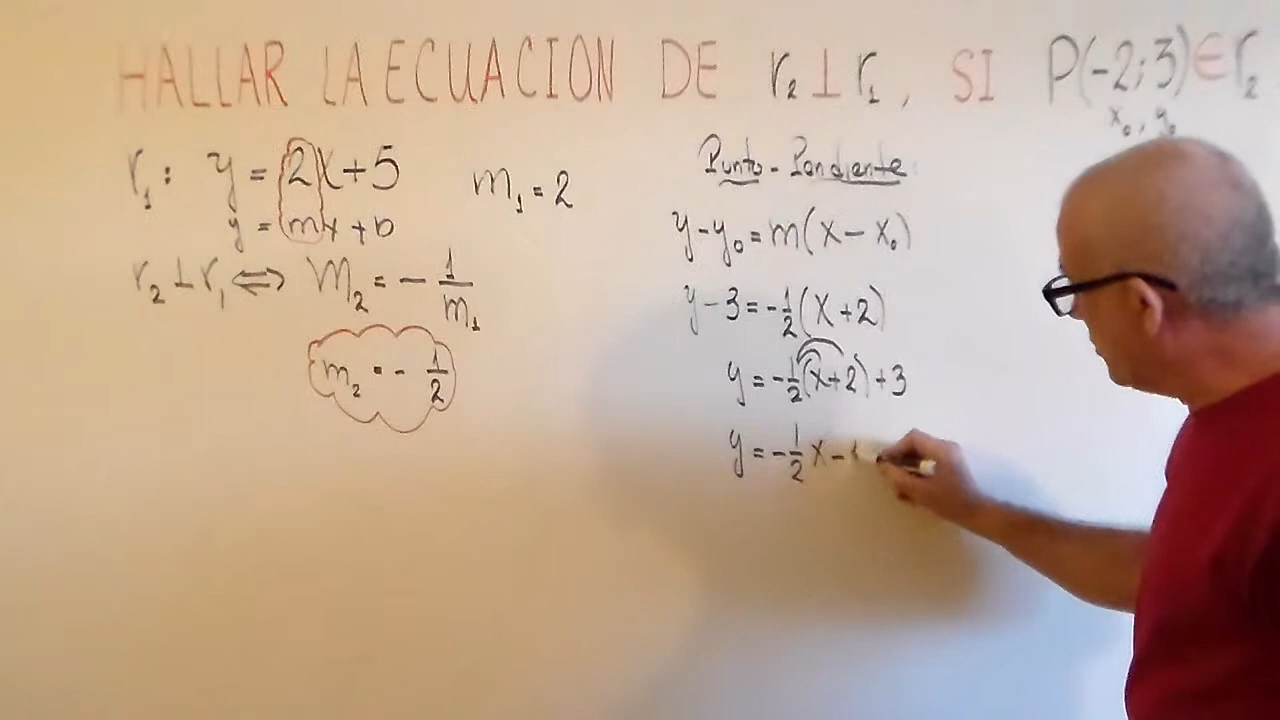 HALLAR LA ECUACION DE r₂ ⊥ r₁, SI P(-2;3) ∈ r₂
x₀, y₀
r₁: y = 2x+5
m₁ = 2
y = mx + b
r₂ ⊥ r₁ ⟺ m₂ = - 1/m₁
m₂ = - 1/2
Punto - Pendiente:
y - y₀ = m(x - x₀)
y - 3 = -1/2(x+2)
y = -1/2(x+2)+3
y = -1/2 x - 1